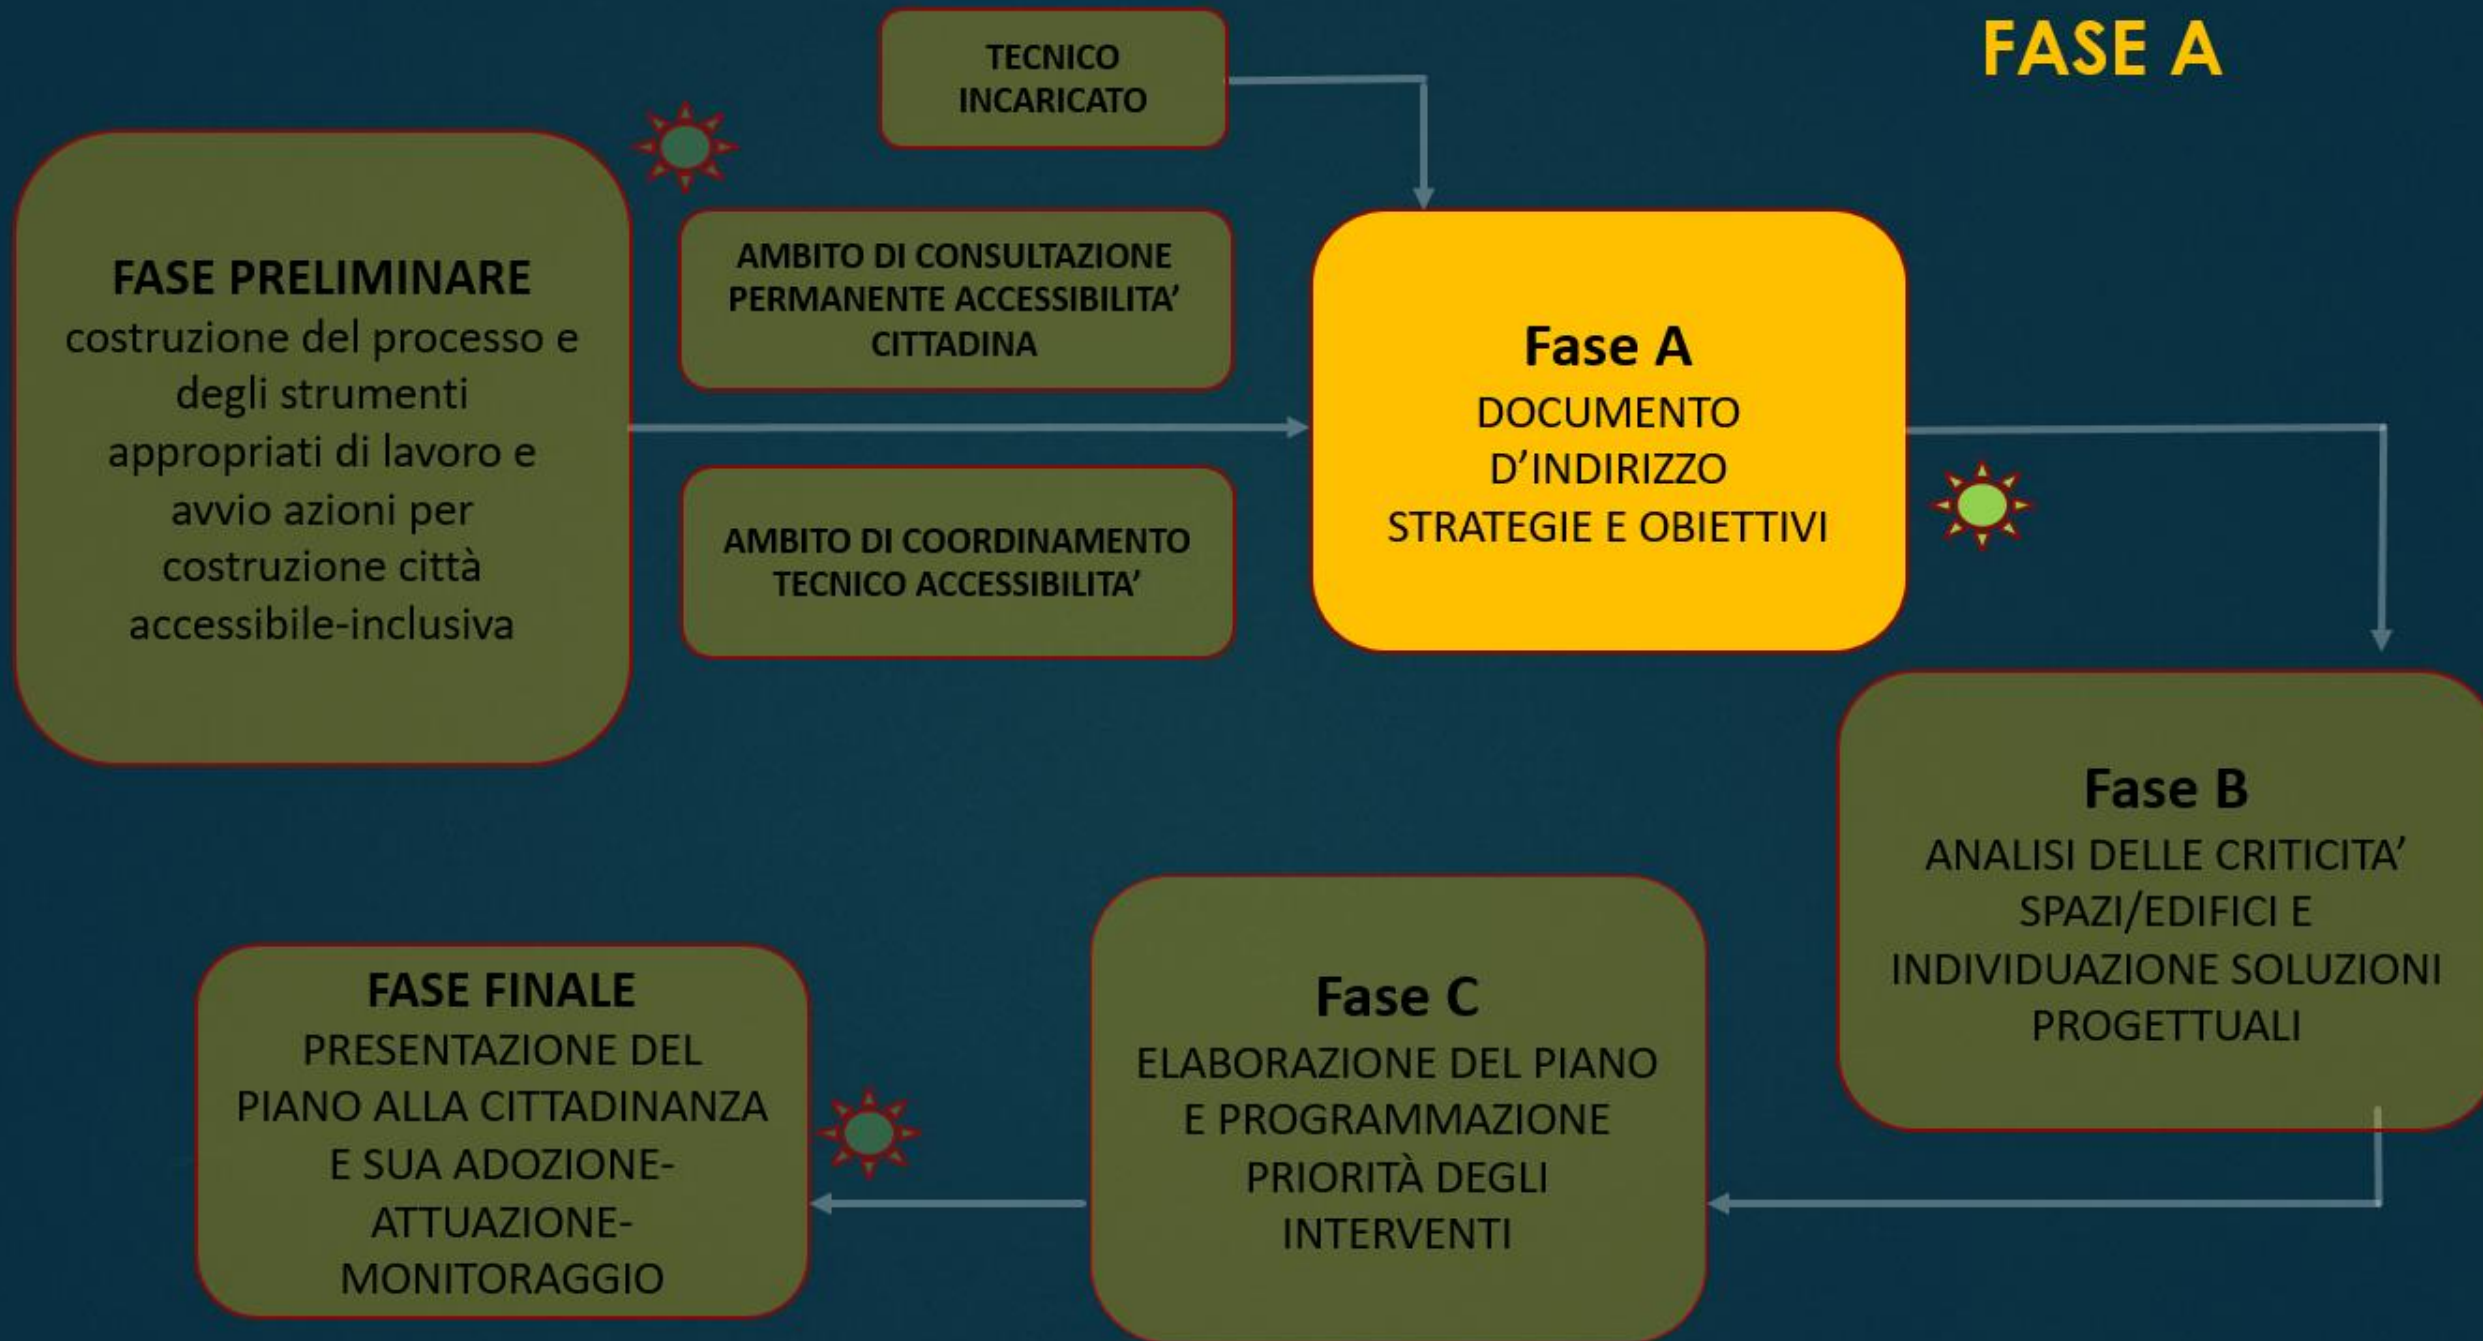 FASE A
TECNICO
INCARICATO
FASE PRELIMINARE
costruzione del processo e
degli strumenti
appropriati di lavoro e
avvio azioni per
costruzione città
accessibile-inclusiva
AMBITO DI CONSULTAZIONE
PERMANENTE ACCESSIBILITA’
CITTADINA
AMBITO DI COORDINAMENTO
TECNICO ACCESSIBILITA’
Fase A
DOCUMENTO
D’INDIRIZZO
STRATEGIE E OBIETTIVI
Fase B
ANALISI DELLE CRITICITA’
SPAZI/EDIFICI E
INDIVIDUAZIONE SOLUZIONI
PROGETTUALI
Fase C
ELABORAZIONE DEL PIANO
E PROGRAMMAZIONE
PRIORITÀ DEGLI
INTERVENTI
FASE FINALE
PRESENTAZIONE DEL
PIANO ALLA CITTADINANZA
E SUA ADOZIONE-
ATTUAZIONE-
MONITORAGGIO